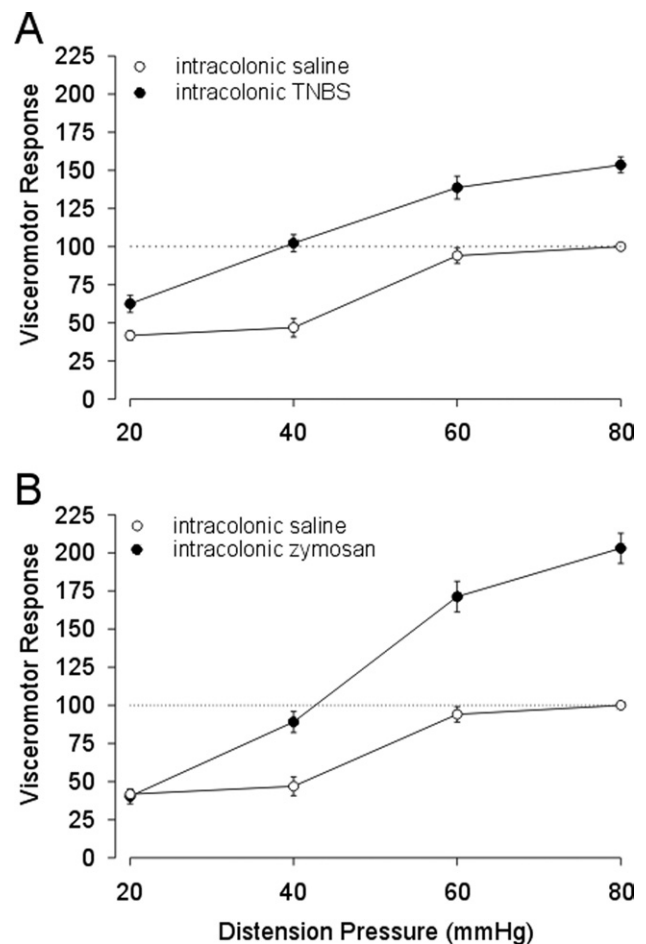 A
225
200
175
150
125
100
75
50
25
0
Visceromotor Response
intracolonic saline
intracolonic TNBS
20 40 60 80
B
225
200
175
150
125
100
75
50
25
0
Visceromotor Response
intracolonic saline
intracolonic zymosan
20 40 60 80
Distension Pressure (mmHg)